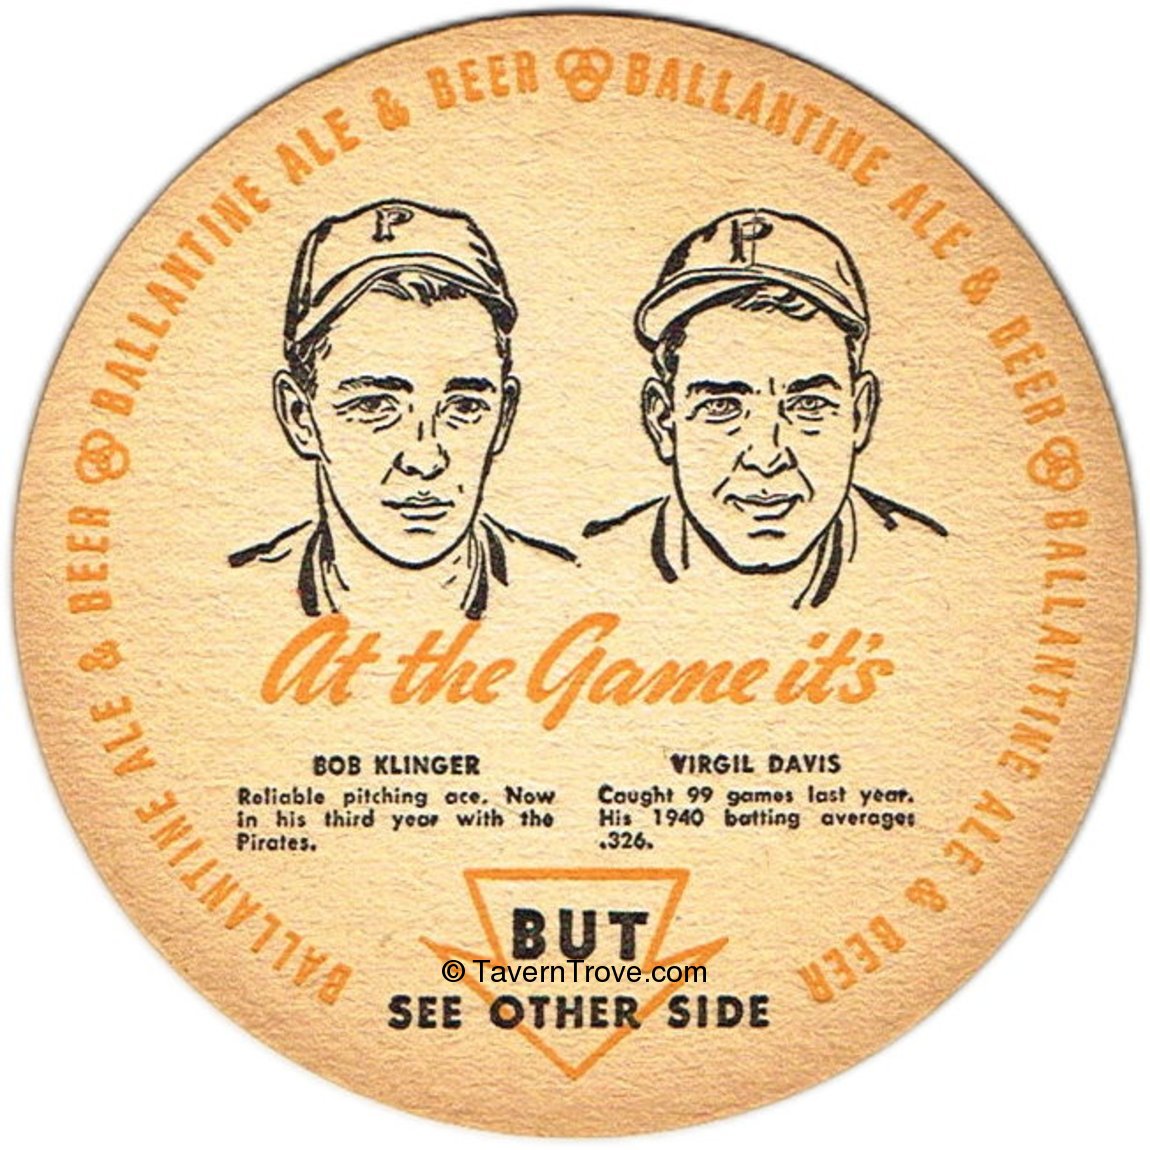 BALLANTINE ALE & BEER BALLANTINE ALE & BEER BALLANTINE ALE & BEER BALLANTINE ALE & BEER
P
P
At the Game it's
BOB KLINGER
Reliable pitching ace. Now
in his third year with the
Pirates.
VIRGIL DAVIS
Caught 99 games last year.
His 1940 batting average:
.326.
BUT
© TavernTrove.com
SEE OTHER SIDE